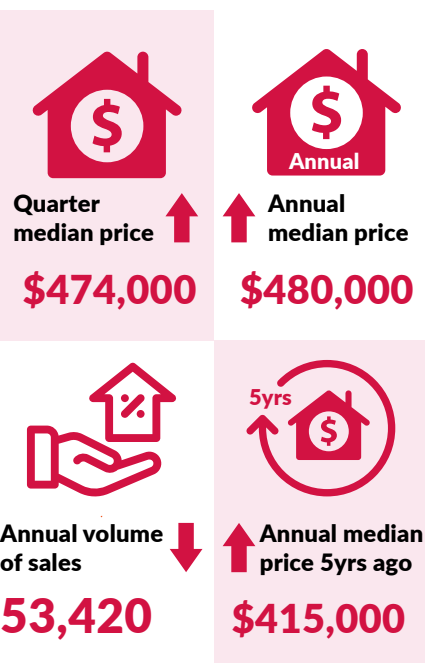 $
Quarter
median price
$474,000
$
Annual
Annual
median price
$480,000
%
Annual volume
of sales
53,420
5yrs
$
Annual median
price 5yrs ago
$415,000